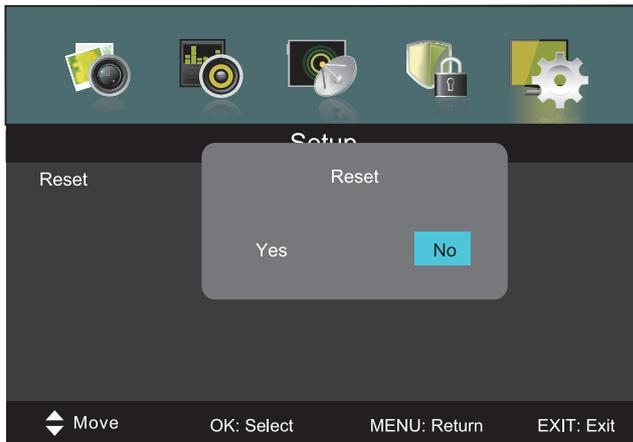 Setup
Reset
Reset
Yes No
Move OK: Select MENU: Return EXIT: Exit